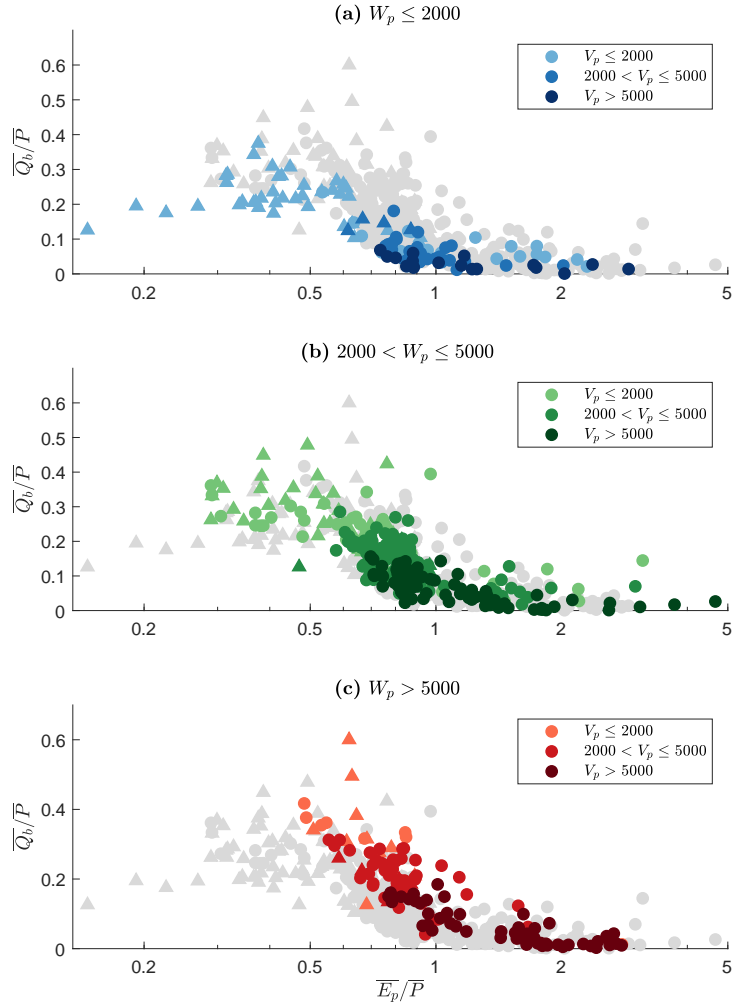 (a) W_p ≤ 2000
V_p ≤ 2000
2000 < V_p ≤ 5000
V_p > 5000
Q_b/P
0.6
0.5
0.4
0.3
0.2
0.1
0
0.2 0.5 1 2 5
(b) 2000 < W_p ≤ 5000
V_p ≤ 2000
2000 < V_p ≤ 5000
V_p > 5000
Q_b/P
0.6
0.5
0.4
0.3
0.2
0.1
0
0.2 0.5 1 2 5
(c) W_p > 5000
V_p ≤ 2000
2000 < V_p ≤ 5000
V_p > 5000
Q_b/P
0.6
0.4
0.2
0
0.2 0.5 1 2 5
E_p/P